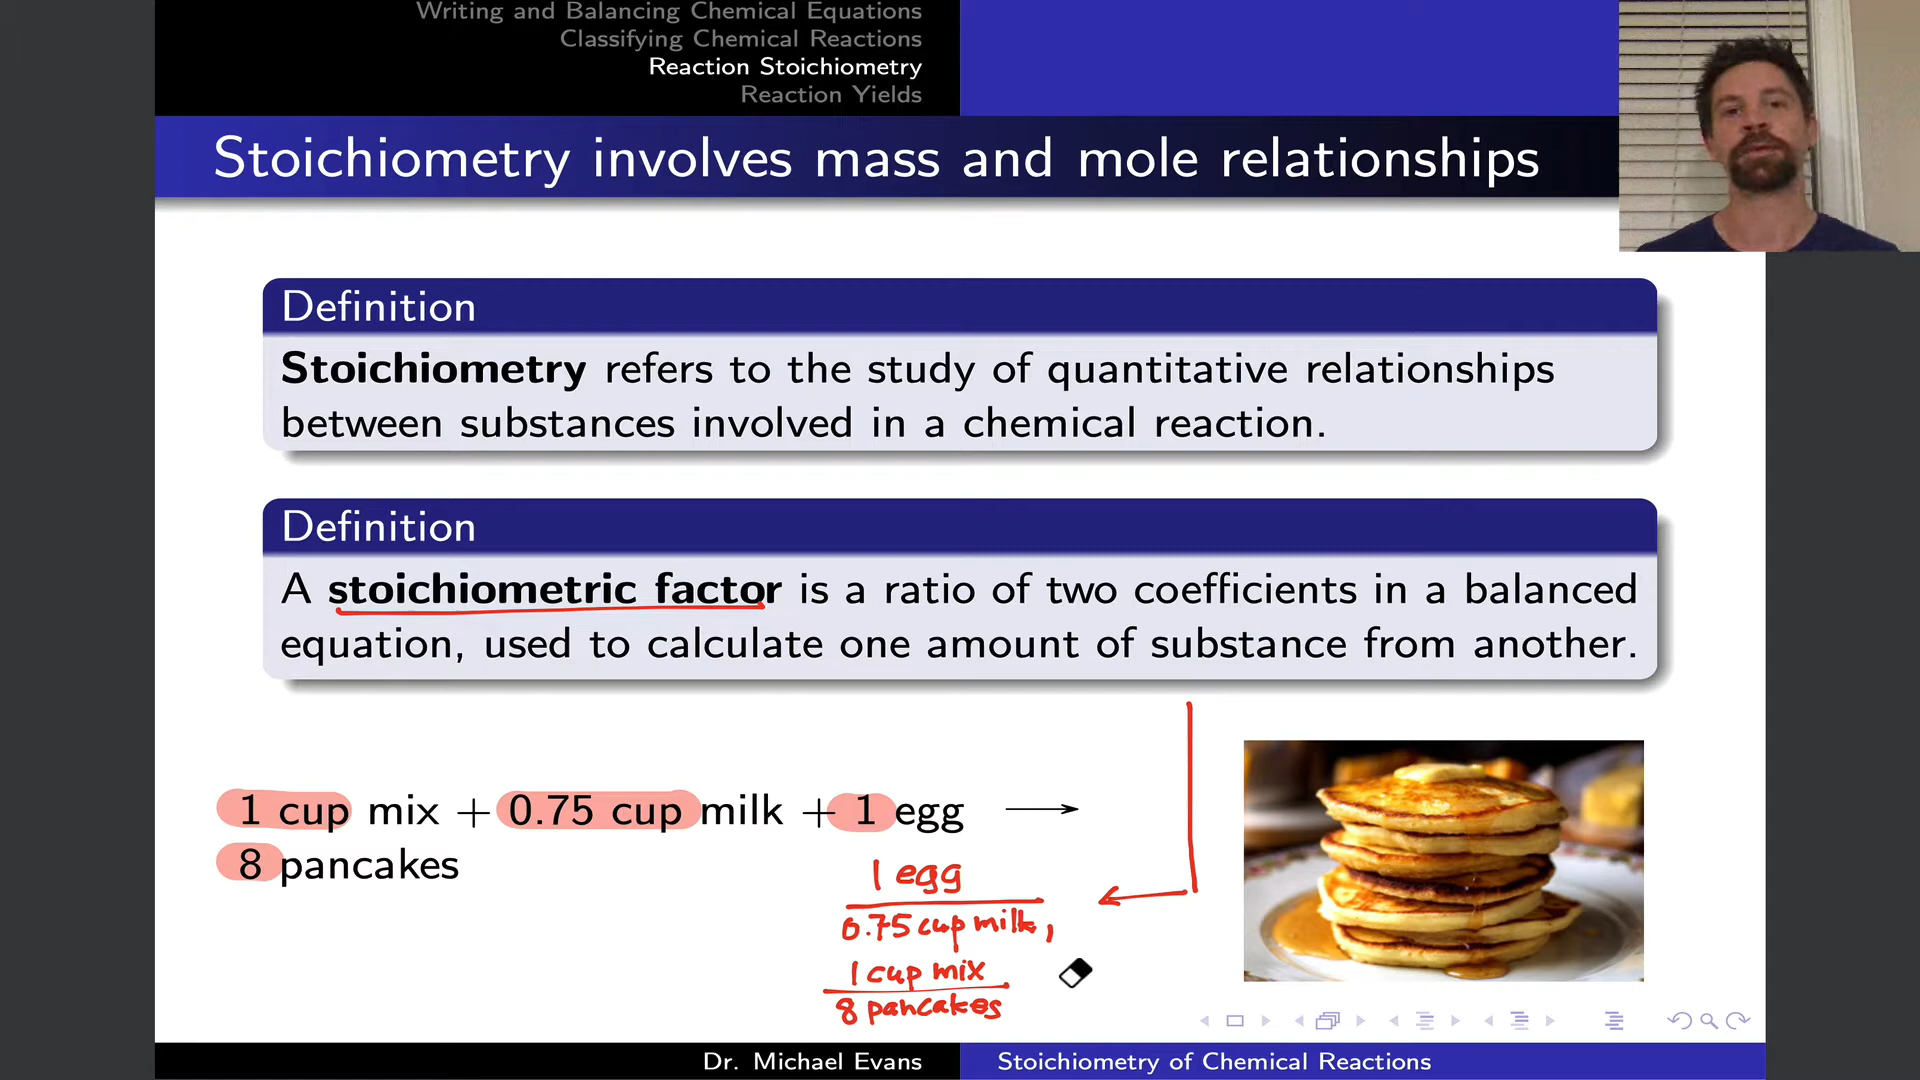 Writing and Balancing Chemical Equations
Classifying Chemical Reactions
Reaction Stoichiometry
Reaction Yields
Stoichiometry involves mass and mole relationships
Definition
Stoichiometry refers to the study of quantitative relationships
between substances involved in a chemical reaction.
Definition
A stoichiometric factor is a ratio of two coefficients in a balanced
equation, used to calculate one amount of substance from another.
1 cup mix + 0.75 cup milk + 1 egg ⟶
8 pancakes
1 egg
0.75 cup milk,
1 cup mix
8 pancakes
Dr. Michael Evans
Stoichiometry of Chemical Reactions